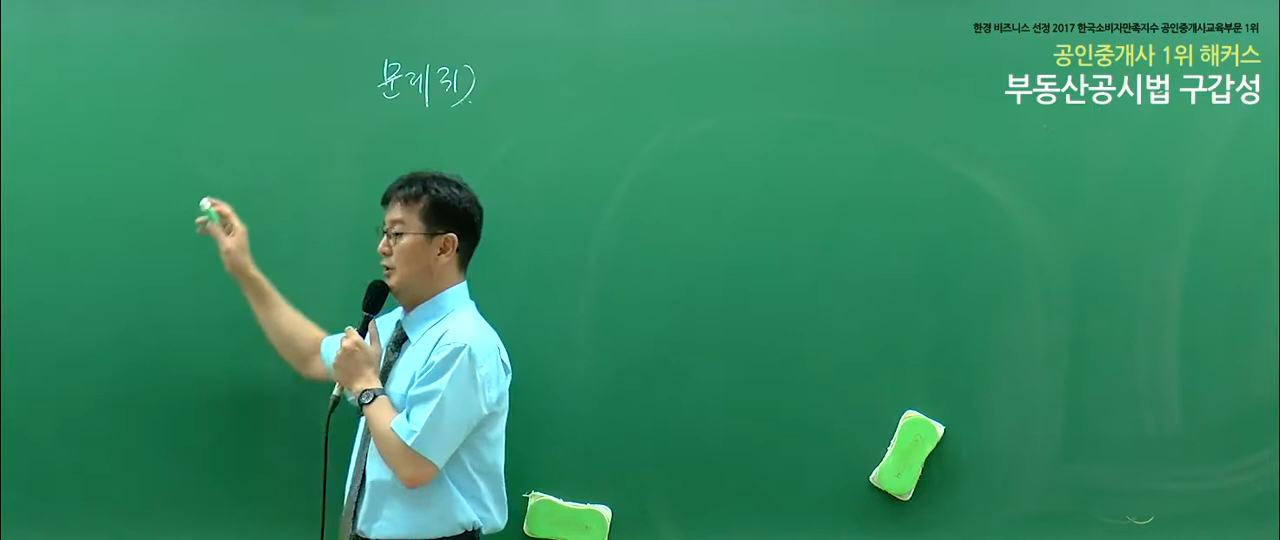 한경 비즈니스 선정 2017 한국소비자만족지수 공인중개사교육부문 1위
공인중개사 1위 해커스
부동산공시법 구갑성
문제 31).